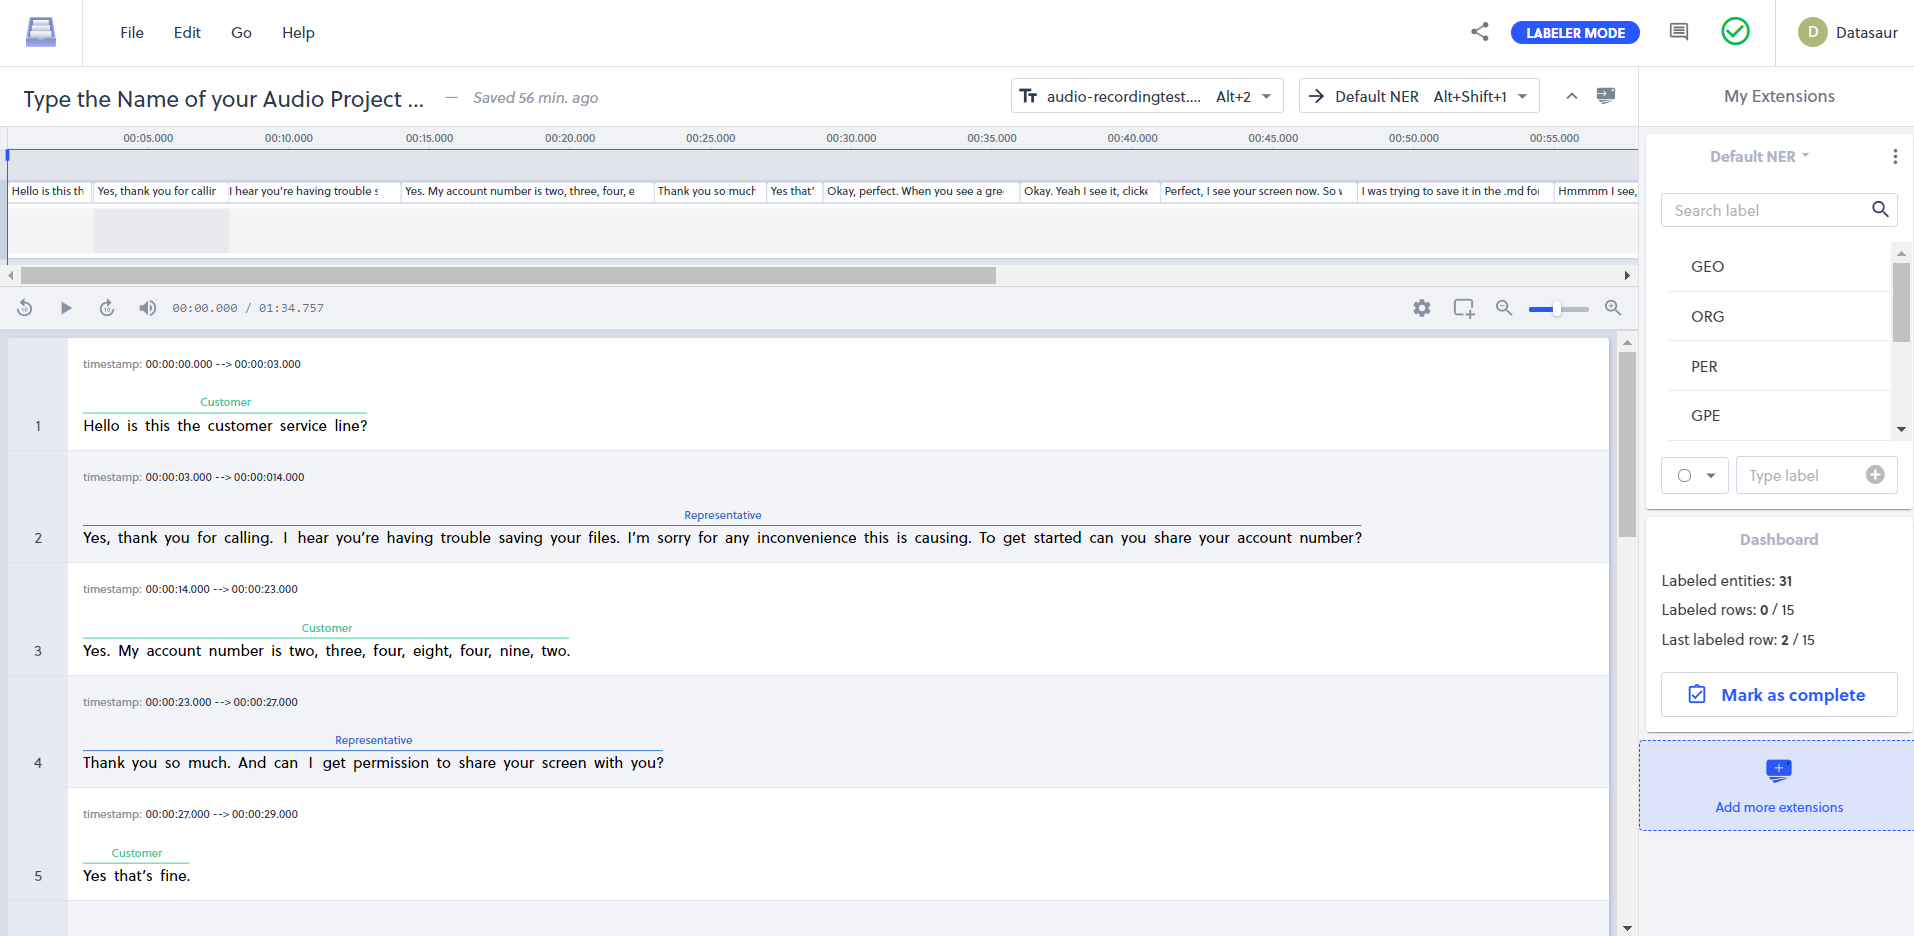 File Edit Go Help
LABELER MODE
D Datasaur
Type the Name of your Audio Project ... — Saved 56 min. ago
audio-recordingtest.... Alt+2
Default NER Alt+Shift+1
My Extensions
00:05.000 00:10.000 00:15.000 00:20.000 00:25.000 00:30.000 00:35.000 00:40.000 00:45.000 00:50.000 00:55.000
Hello is this th Yes, thank you for callir I hear you're having trouble s Yes. My account number is two, three, four, e Thank you so much Yes that's Okay, perfect. When you see a gre Okay. Yeah I see it, clicke Perfect, I see your screen now. So w I was trying to save it in the .md for Hmmmm I see,
10 10 00:00.000 / 01:34.757
timestamp: 00:00:00.000 --> 00:00:03.000
Customer
1 Hello is this the customer service line?
timestamp: 00:00:03.000 --> 00:00:014.000
Representative
2 Yes, thank you for calling. I hear you're having trouble saving your files. I'm sorry for any inconvenience this is causing. To get started can you share your account number?
timestamp: 00:00:14.000 --> 00:00:23.000
Customer
3 Yes. My account number is two, three, four, eight, four, nine, two.
timestamp: 00:00:23.000 --> 00:00:27.000
Representative
4 Thank you so much. And can I get permission to share your screen with you?
timestamp: 00:00:27.000 --> 00:00:29.000
Customer
5 Yes that's fine.
Default NER
Search label
GEO
ORG
PER
GPE
Type label
Dashboard
Labeled entities: 31
Labeled rows: 0 / 15
Last labeled row: 2 / 15
Mark as complete
Add more extensions